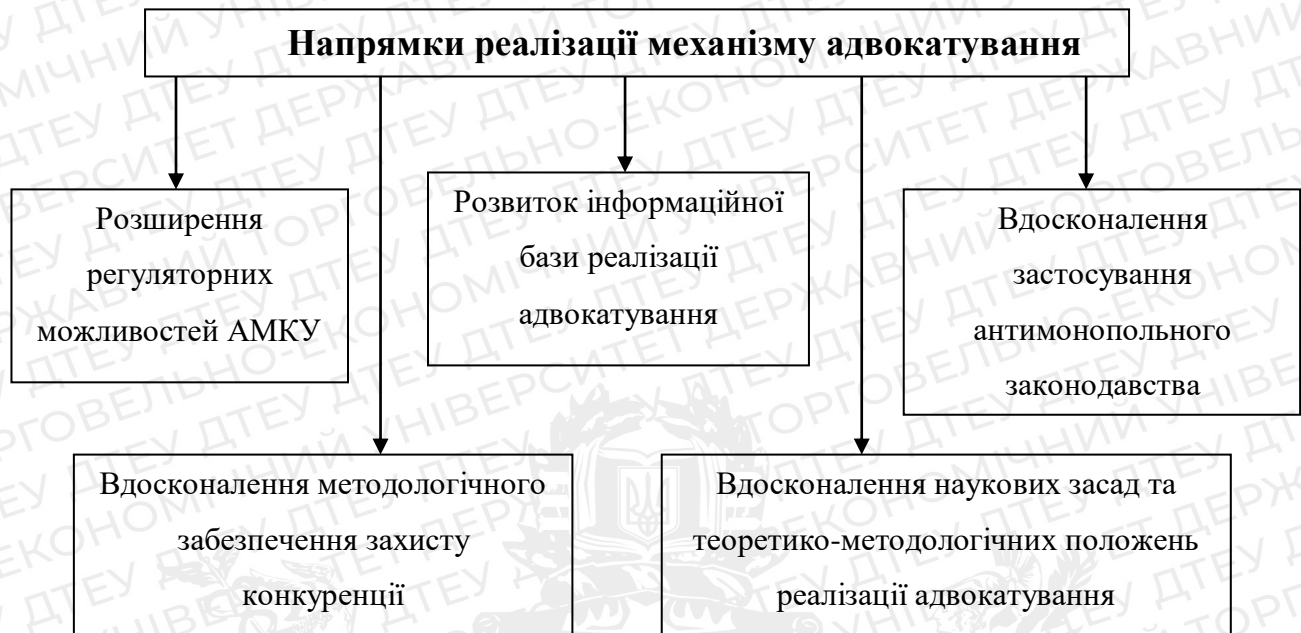 Напрямки реалізації механізму адвокатування
Розширення
регуляторних
можливостей АМКУ
Розвиток інформаційної
бази реалізації
адвокатування
Вдосконалення
застосування
антимонопольного
законодавства
Вдосконалення методологічного
забезпечення захисту
конкуренції
Вдосконалення наукових засад та
теоретико-методологічних положень
реалізації адвокатування